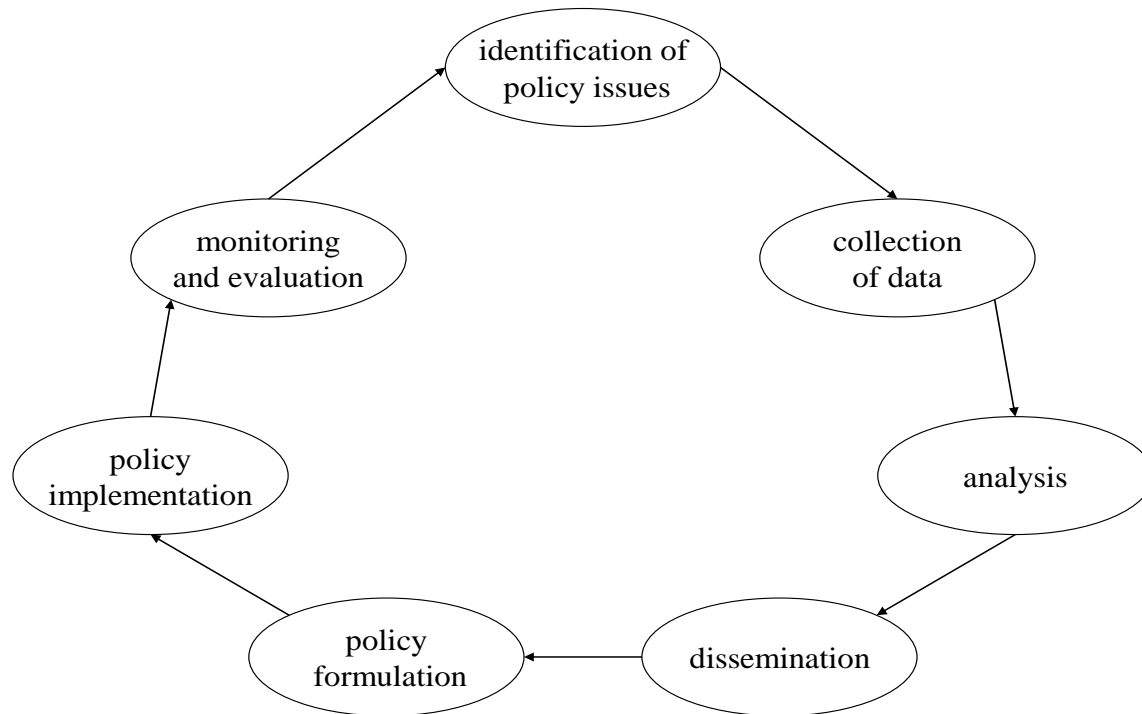 identification of
policy issues
collection
of data
analysis
dissemination
policy
formulation
policy
implementation
monitoring
and evaluation